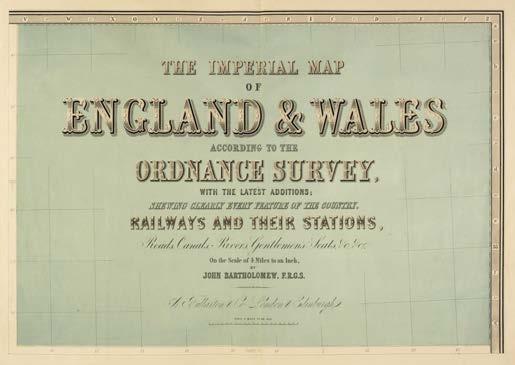 THE IMPERIAL MAP
OF
ENGLAND & WALES
ACCORDING TO THE
ORDNANCE SURVEY,
WITH THE LATEST ADDITIONS;
SHEWING CLEARLY EVERY FEATURE OF THE COUNTRY,
RAILWAYS AND THEIR STATIONS,
Roads, Canals, Rivers, Gentlemens Seats, &c. &c.
On the Scale of 4 Miles to an Inch,
BY
JOHN BARTHOLOMEW, F.R.G.S.
A. Fullarton & Co. London & Edinburgh.